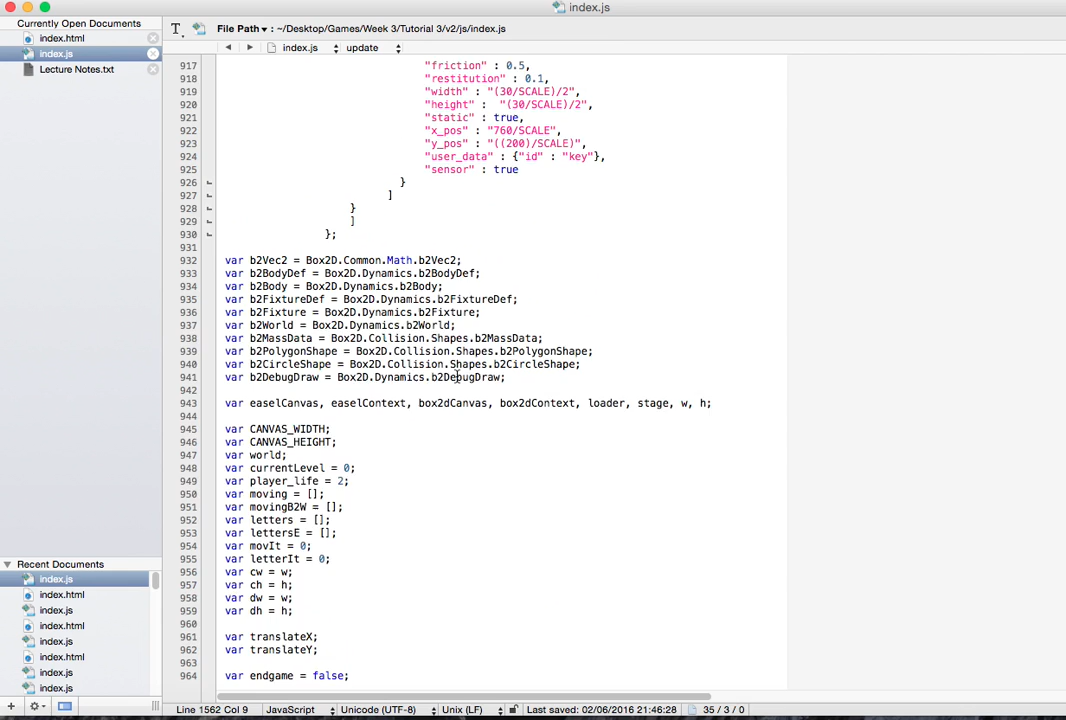 index.js
Currently Open Documents
index.html
index.js
Lecture Notes.txt
File Path ▾ : ~/Desktop/Games/Week 3/Tutorial 3/v2/js/index.js
index.js update
917 "friction" : 0.5,
918 "restitution" : 0.1,
919 "width" : "(30/SCALE)/2",
920 "height" :  "(30/SCALE)/2",
921 "static" : true,
922 "x_pos" : "760/SCALE",
923 "y_pos" : "((200)/SCALE)",
924 "user_data" : {"id" : "key"},
925 "sensor" : true
926 }
927 ]
928 }
929 ]
930 };
931
932 var b2Vec2 = Box2D.Common.Math.b2Vec2;
933 var b2BodyDef = Box2D.Dynamics.b2BodyDef;
934 var b2Body = Box2D.Dynamics.b2Body;
935 var b2FixtureDef = Box2D.Dynamics.b2FixtureDef;
936 var b2Fixture = Box2D.Dynamics.b2Fixture;
937 var b2World = Box2D.Dynamics.b2World;
938 var b2MassData = Box2D.Collision.Shapes.b2MassData;
939 var b2PolygonShape = Box2D.Collision.Shapes.b2PolygonShape;
940 var b2CircleShape = Box2D.Collision.Shapes.b2CircleShape;
941 var b2DebugDraw = Box2D.Dynamics.b2DebugDraw;
942
943 var easelCanvas, easelContext, box2dCanvas, box2dContext, loader, stage, w, h;
944
945 var CANVAS_WIDTH;
946 var CANVAS_HEIGHT;
947 var world;
948 var currentLevel = 0;
949 var player_life = 2;
950 var moving = [];
951 var movingB2W = [];
952 var letters = [];
953 var lettersE = [];
954 var movIt = 0;
955 var letterIt = 0;
956 var cw = w;
957 var ch = h;
958 var dw = w;
959 var dh = h;
960
961 var translateX;
962 var translateY;
963
964 var endgame = false;
Recent Documents
index.js
index.html
index.js
index.html
index.js
index.html
index.js
index.js
Line 1562 Col 9 JavaScript Unicode (UTF-8) Unix (LF) Last saved: 02/06/2016 21:46:28 35 / 3 / 0